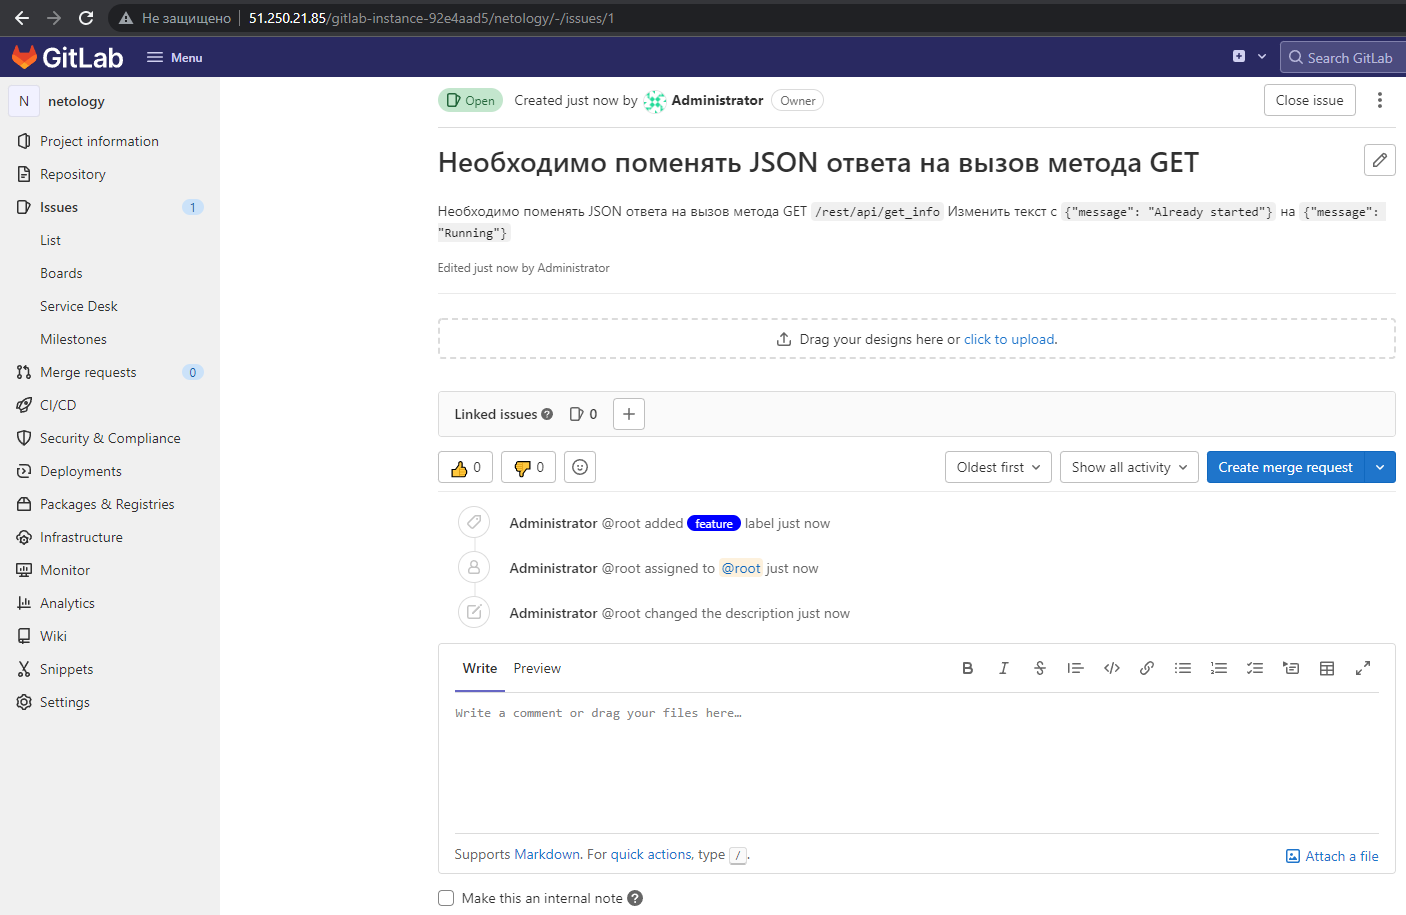 Не защищено 51.250.21.85/gitlab-instance-92e4aad5/netology/-/issues/1
GitLab Menu Search GitLab
N netology
Project information
Repository
Issues 1
List
Boards
Service Desk
Milestones
Merge requests 0
CI/CD
Security & Compliance
Deployments
Packages & Registries
Infrastructure
Monitor
Analytics
Wiki
Snippets
Settings
Open Created just now by Administrator Owner Close issue
Необходимо поменять JSON ответа на вызов метода GET
Необходимо поменять JSON ответа на вызов метода GET /rest/api/get_info Изменить текст с {"message": "Already started"} на {"message":
"Running"}
Edited just now by Administrator
Drag your designs here or click to upload.
Linked issues 0
0 0 Oldest first Show all activity Create merge request
Administrator @root added feature label just now
Administrator @root assigned to @root just now
Administrator @root changed the description just now
Write Preview
Write a comment or drag your files here…
Supports Markdown. For quick actions, type /. Attach a file
Make this an internal note